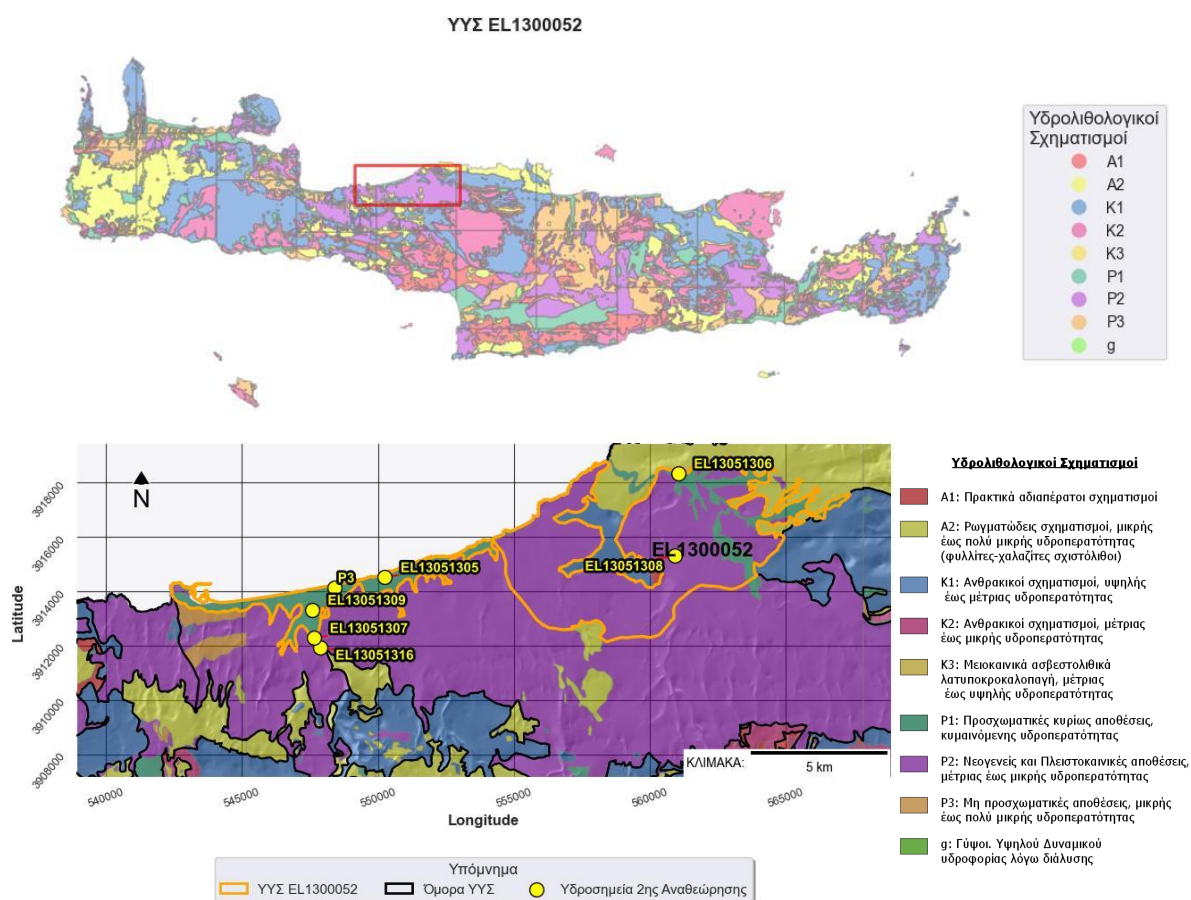 ΥΥΣ EL1300052
Υδρολιθολογικοί
Σχηματισμοί
A1
A2
K1
K2
K3
P1
P2
P3
g
EL13051306
EL1300052
EL13051308
EL13051305
P3
EL13051309
EL13051307
EL13051316
N
3918000
3916000
3914000
3912000
3910000
3908000
Latitude
540000
545000
550000
555000
560000
565000
Longitude
ΚΛΙΜΑΚΑ:
5 km
Υδρολιθολογικοί Σχηματισμοί
A1: Πρακτικά αδιαπέρατοι σχηματισμοί
A2: Ρωγματώδεις σχηματισμοί, μικρής
έως πολύ μικρής υδροπερατότητας
(φυλλίτες-χαλαζίτες σχιστόλιθοι)
K1: Ανθρακικοί σχηματισμοί, υψηλής
έως μέτριας υδροπερατότητας
K2: Ανθρακικοί σχηματισμοί, μέτριας
έως μικρής υδροπερατότητας
K3: Μειοκαινικά ασβεστολιθικά
λατυποκροκαλοπαγή, μέτριας
έως υψηλής υδροπερατότητας
P1: Προσχωματικές κυρίως αποθέσεις,
κυμαινόμενης υδροπερατότητας
P2: Νεογενείς και Πλειστοκαινικές αποθέσεις,
μέτριας έως μικρής υδροπερατότητας
P3: Μη προσχωματικές αποθέσεις, μικρής
έως πολύ μικρής υδροπερατότητας
g: Γύψοι. Υψηλού Δυναμικού
υδροφορίας λόγω διάλυσης
Υπόμνημα
ΥΥΣ EL1300052
Όμορα ΥΥΣ
Υδροσημεία 2ης Αναθεώρησης